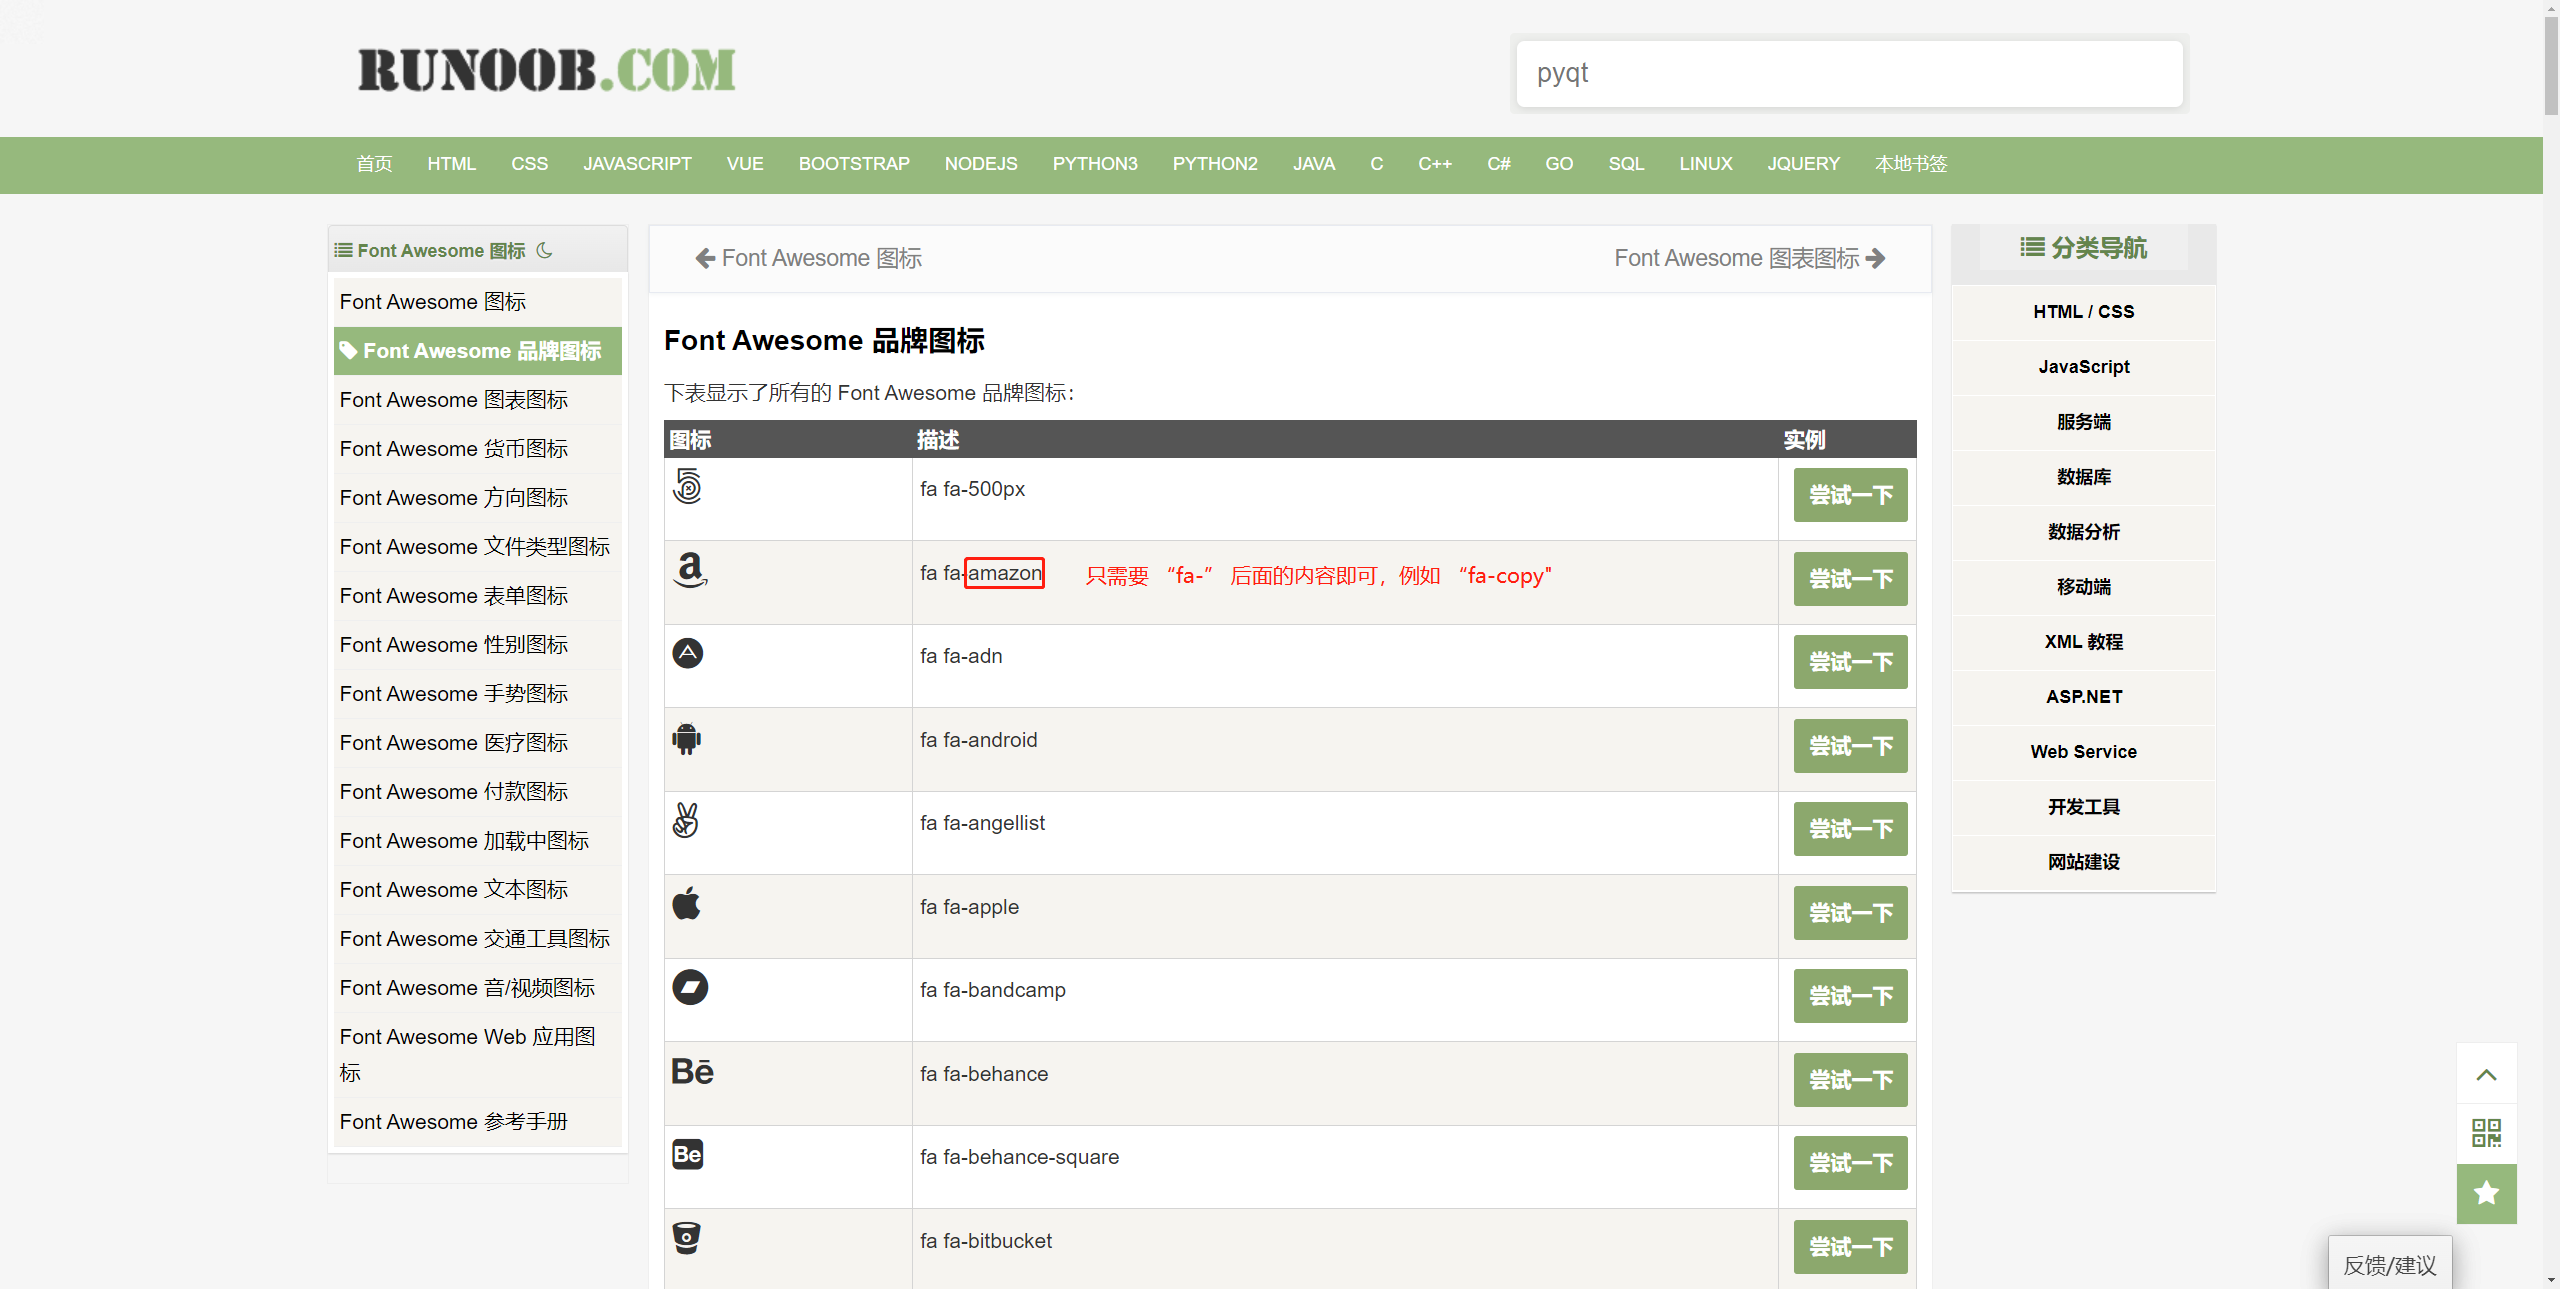 RUNOOB.COM
pyqt
首页 HTML CSS JAVASCRIPT VUE BOOTSTRAP NODEJS PYTHON3 PYTHON2 JAVA C C++ C# GO SQL LINUX JQUERY 本地书签
Font Awesome 图标
Font Awesome 图标
Font Awesome 品牌图标
Font Awesome 图表图标
Font Awesome 货币图标
Font Awesome 方向图标
Font Awesome 文件类型图标
Font Awesome 表单图标
Font Awesome 性别图标
Font Awesome 手势图标
Font Awesome 医疗图标
Font Awesome 付款图标
Font Awesome 加载中图标
Font Awesome 文本图标
Font Awesome 交通工具图标
Font Awesome 音/视频图标
Font Awesome Web 应用图
标
Font Awesome 参考手册
Font Awesome 图标 Font Awesome 图表图标
Font Awesome 品牌图标
下表显示了所有的 Font Awesome 品牌图标：
图标 描述 实例
fa fa-500px 尝试一下
fa fa-amazon 只需要 “fa-” 后面的内容即可，例如 “fa-copy" 尝试一下
fa fa-adn 尝试一下
fa fa-android 尝试一下
fa fa-angellist 尝试一下
fa fa-apple 尝试一下
fa fa-bandcamp 尝试一下
fa fa-behance 尝试一下
fa fa-behance-square 尝试一下
fa fa-bitbucket 尝试一下
分类导航
HTML / CSS
JavaScript
服务端
数据库
数据分析
移动端
XML 教程
ASP.NET
Web Service
开发工具
网站建设
反馈/建议